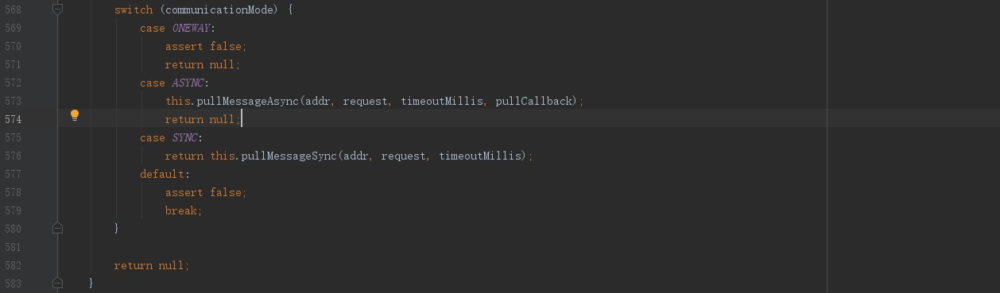 568 switch (communicationMode) {
569 case ONEWAY:
570 assert false;
571 return null;
572 case ASYNC:
573 this.pullMessageAsync(addr, request, timeoutMillis, pullCallback);
574 return null;
575 case SYNC:
576 return this.pullMessageSync(addr, request, timeoutMillis);
577 default:
578 assert false;
579 break;
580 }
581
582 return null;
583 }